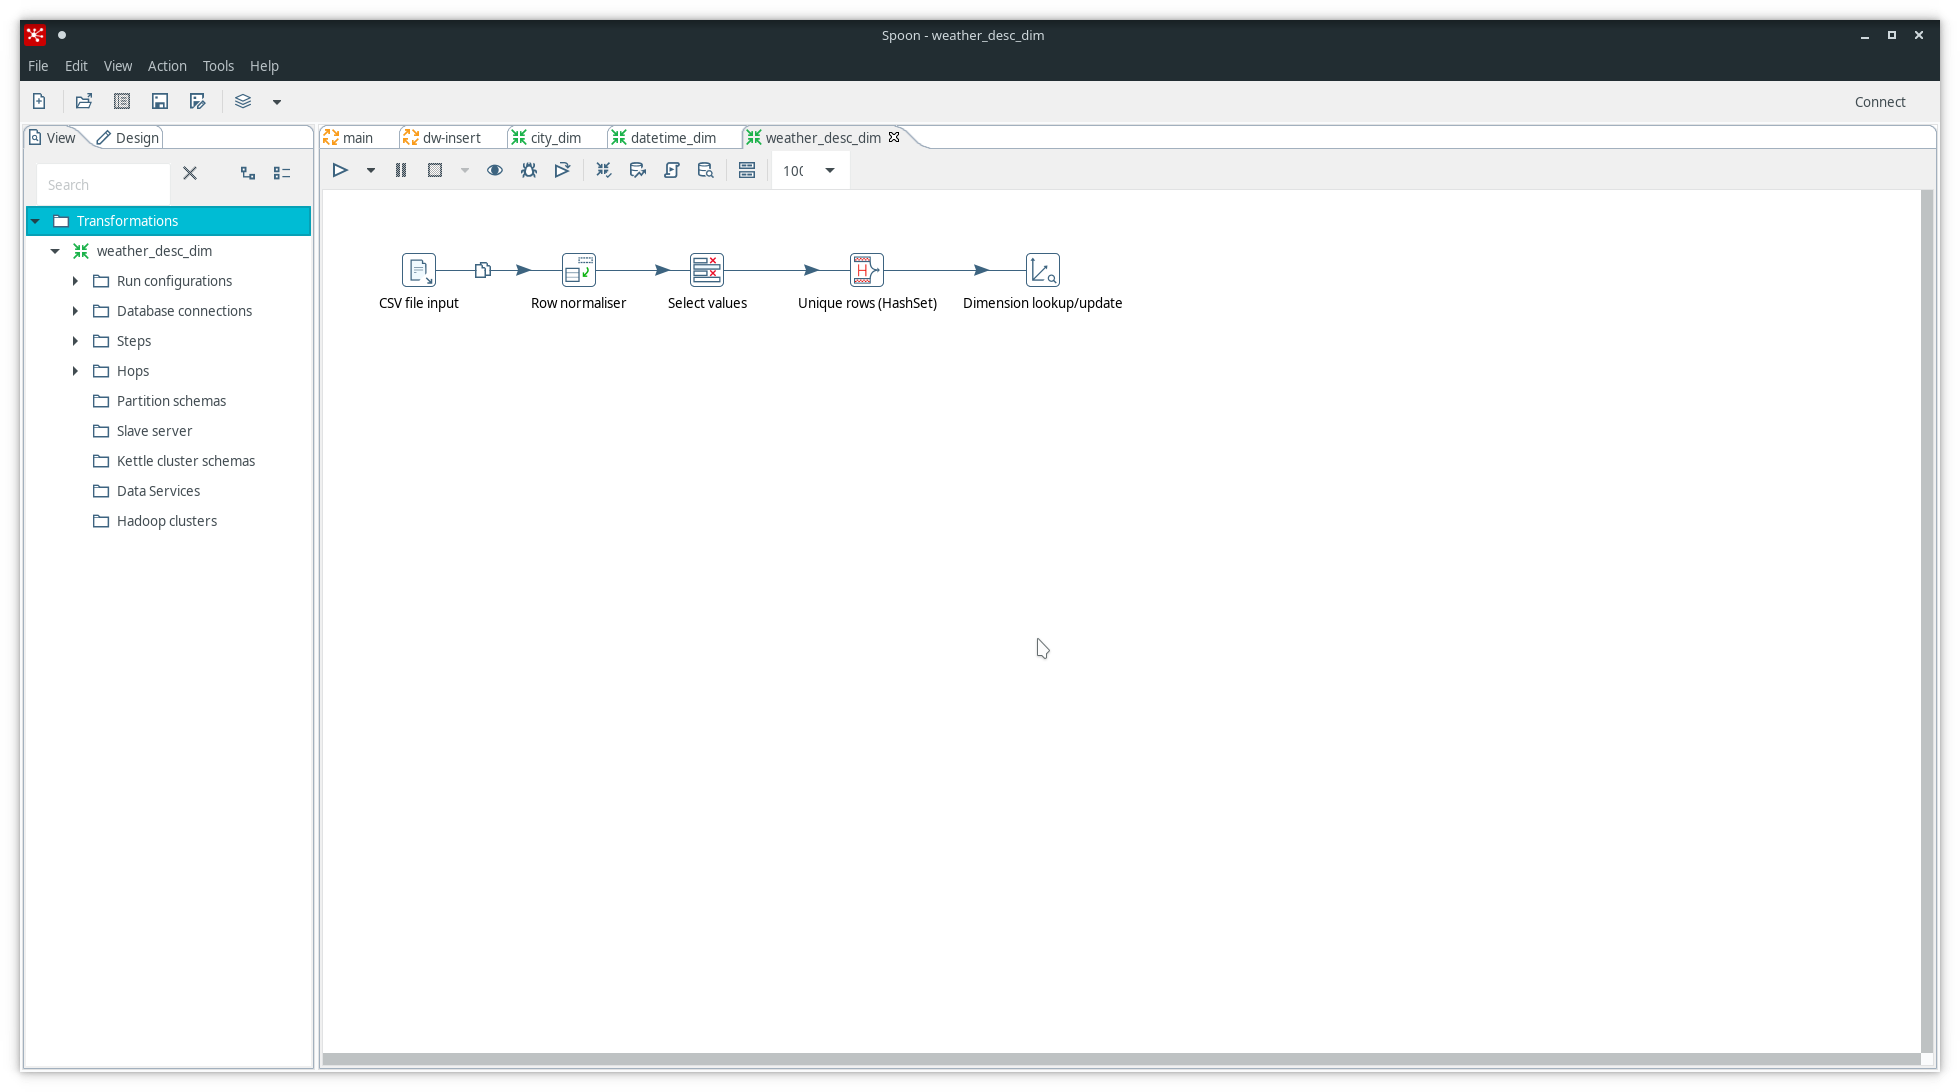 Spoon - weather_desc_dim
File Edit View Action Tools Help
Connect
View Design
main dw-insert city_dim datetime_dim weather_desc_dim
Search
100
Transformations
weather_desc_dim
Run configurations
Database connections
Steps
Hops
Partition schemas
Slave server
Kettle cluster schemas
Data Services
Hadoop clusters
CSV file input Row normaliser Select values Unique rows (HashSet) Dimension lookup/update